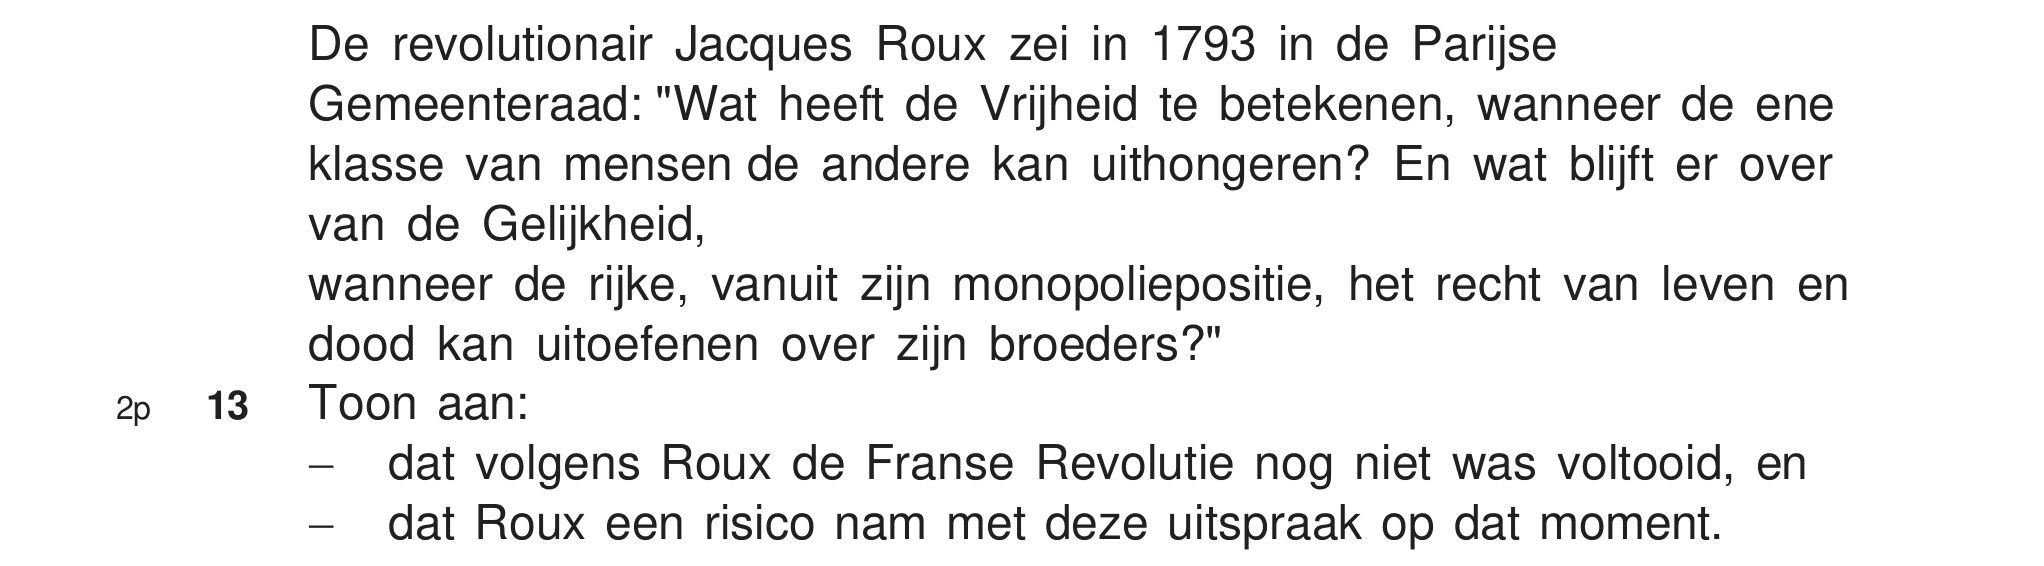 De revolutionair Jacques Roux zei in 1793 in de Parijse
Gemeenteraad: "Wat heeft de Vrijheid te betekenen, wanneer de ene
klasse van mensen de andere kan uithongeren? En wat blijft er over
van de Gelijkheid,
wanneer de rijke, vanuit zijn monopoliepositie, het recht van leven en
dood kan uitoefenen over zijn broeders?"
2p 13 Toon aan:
– dat volgens Roux de Franse Revolutie nog niet was voltooid, en
– dat Roux een risico nam met deze uitspraak op dat moment.